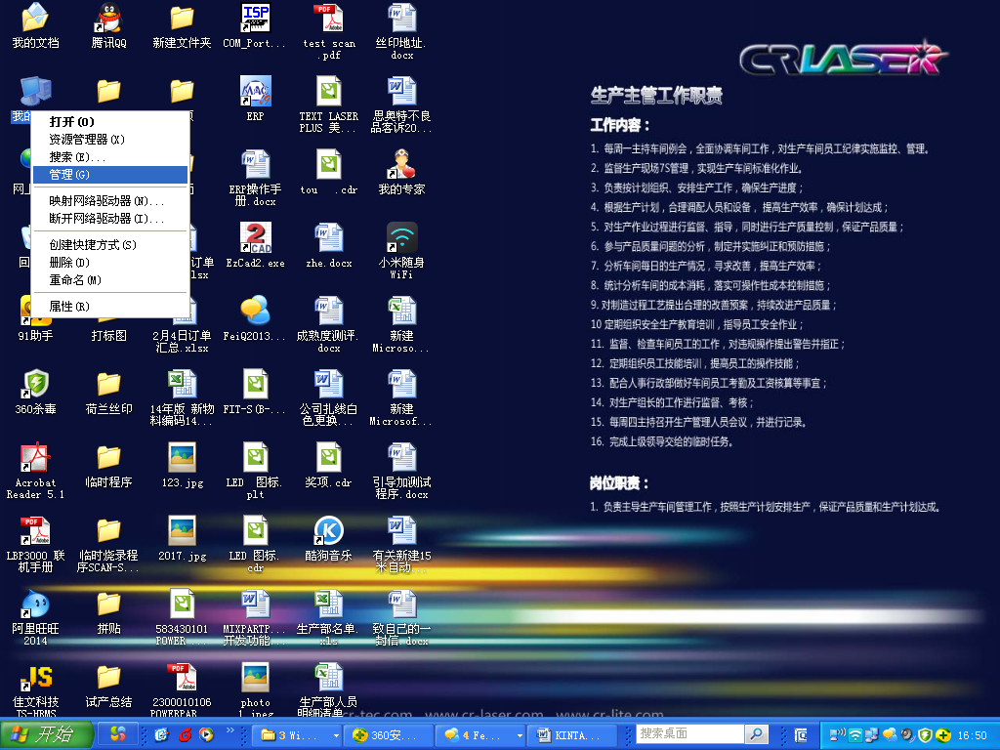 我的文档
腾讯QQ
新建文件夹
COM_Port...
test scan
.pdf
丝印地址.
docx
ERP
TEXT LASER
PLUS 美...
思奥特不良
品客诉20...
打开(O)
资源管理器(X)
搜索(E)...
管理(G)
映射网络驱动器(N)...
断开网络驱动器(I)...
创建快捷方式(S)
删除(D)
重命名(M)
属性(R)
ERP操作手
册.docx
tou .cdr
我的专家
EzCad2.exe
zhe.docx
小米随身
WiFi
91助手
打标图
2月4日订单
汇总.xlsx
FeiQ2013...
成熟度测评.
docx
新建
Microso...
360杀毒
荷兰丝印
14年版 新物
料编码14...
FIT-S(B-...
公司扎线白
色更换...
新建
Microsof...
Acrobat
Reader 5.1
临时程序
123.jpg
LED 图标.
plt
奖项.cdr
引导加测试
程序.docx
LBP3000 联
机手册
临时烧录程
序SCAN-S...
2017.jpg
LED 图标.
cdr
酷狗音乐
有关新建15
米自动...
阿里旺旺
2014
拼贴
583430101
POWER ...
MIXPARTP...
开发功能...
生产部名单.
xls
致自己的一
封信.docx
佳文科技
JS-HRMS
试产总结
2300010106
POWERPAR...
photo
1.jpeg
生产部人员
明细清单...
CRLASER
生产主管工作职责
工作内容：
1. 每周一主持车间例会，全面协调车间工作，对生产车间员工纪律实施监控、管理。
2. 监督生产现场7S管理，实现生产车间标准化作业。
3. 负责按计划组织、安排生产工作，确保生产进度；
4. 根据生产计划，合理调配人员和设备， 提高生产效率，确保计划达成；
5. 对生产作业过程进行监督、指导，同时进行生产质量控制，保证产品质量；
6. 参与产品质量问题的分析，制定并实施纠正和预防措施；
7. 分析车间每日的生产情况，寻求改善，提高生产效率；
8. 统计分析车间的成本消耗，落实可操作性成本控制措施；
9. 对制造过程工艺提出合理的改善预案，持续改进产品质量；
10 定期组织安全生产教育培训，指导员工安全作业；
11. 监督、检查车间员工的工作，对违规操作提出警告并指正；
12. 定期组织员工技能培训，提高员工的操作技能；
13. 配合人事行政部做好车间员工考勤及工资核算等事宜；
14. 对生产组长的工作进行监督、考核；
15. 每周四主持召开生产管理人员会议，并进行记录。
16. 完成上级领导交给的临时任务。
岗位职责：
1. 负责主导生产车间管理工作，按照生产计划安排生产，保证产品质量和生产计划达成。
cr-tec.com www.cr-laser.com www.cr-lite.com
开始
3 Wi...
360安...
4 Fe...
KINTA...
搜索桌面
16:50